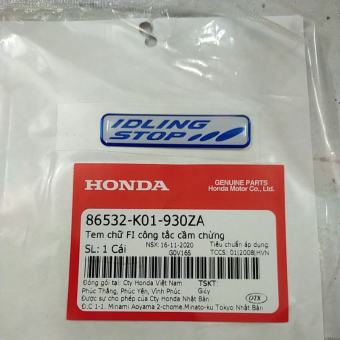 IDLING
STOP
HONDA
GENUINE PARTS
Honda Motor Co., Ltd.
86532-K01-930ZA
Tem chữ FI công tắc cầm chừng
SL: 1 Cái
NSX: 16-11-2020
GDV16S
Tiêu chuẩn áp dụng:
TCCS: 01|2008|HVN
Đóng gói tại: Cty Honda Việt Nam
TSKT:
Phúc Thắng, Phúc Yên, Vĩnh Phúc
Giấy
Được sự cho phép của Cty Honda Nhật Bản
Đ.C 1-1, Minami Aoyama 2-chome,Minato-ku Tokyo Nhật Bản